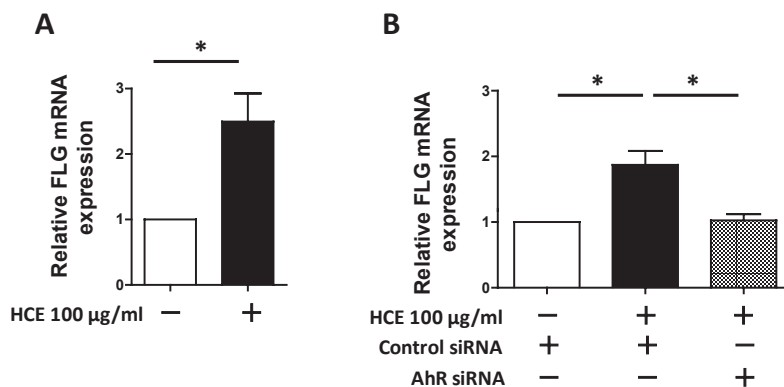 A
*
Relative FLG mRNA
expression
3
2
1
0
HCE 100 µg/ml − +
B
* *
Relative FLG mRNA
expression
3
2
1
0
HCE 100 µg/ml − + +
Control siRNA + + −
AhR siRNA − − +